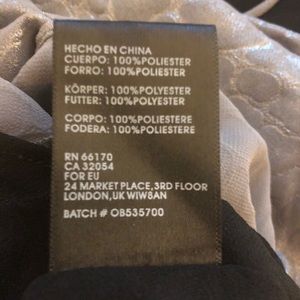 HECHO EN CHINA
CUERPO: 100%POLIESTER
FORRO: 100%POLIESTER
KÖRPER: 100%POLYESTER
FUTTER: 100%POLYESTER
CORPO: 100%POLIESTERE
FODERA: 100%POLIESTERE
RN 66170
CA 32054
FOR EU
24 MARKET PLACE,3RD FLOOR
LONDON,UK WIW8AN
BATCH # OB535700